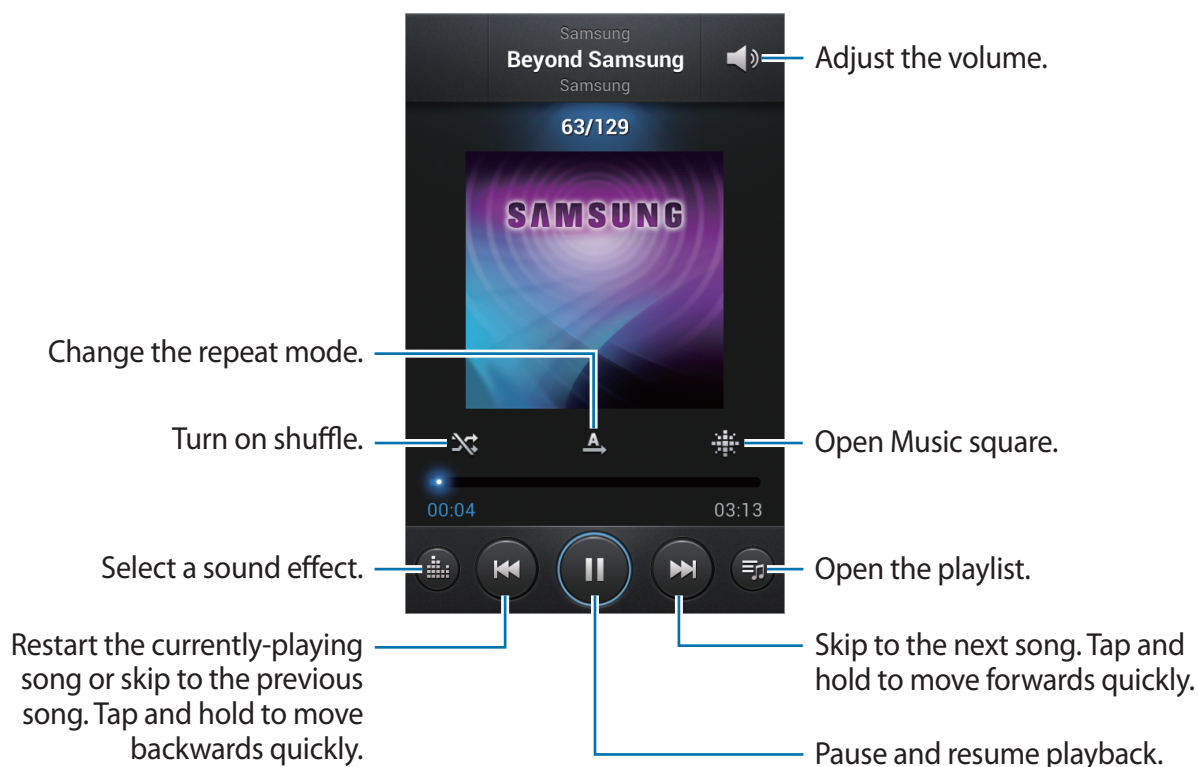 Samsung
Beyond Samsung
Samsung
Adjust the volume.
63/129
SAMSUNG
Change the repeat mode.
A
Turn on shuffle.
Open Music square.
00:04
03:13
Select a sound effect.
Open the playlist.
Restart the currently-playing
song or skip to the previous
song. Tap and hold to move
backwards quickly.
Skip to the next song. Tap and
hold to move forwards quickly.
Pause and resume playback.